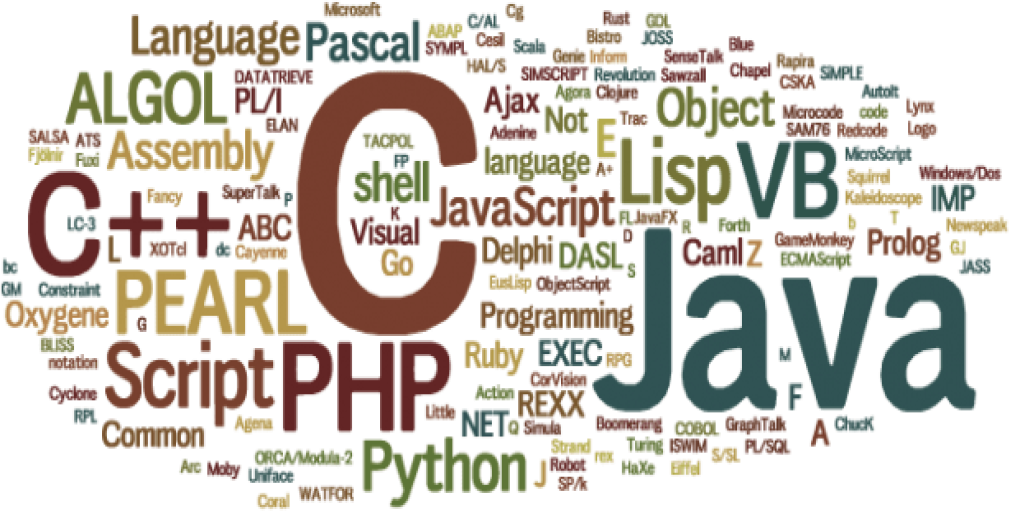 Microsoft
Cg
Language
Pascal
ABAP
C/AL
SYMPL
Cesil
Scala
HAL/S
Rust
GDL
Bistro
JOSS
Genie
Inform
SenseTalk
Blue
SIMSCRIPT
Revolution
Sawzall
Chapel
Rapira
CSKA
SiMPLE
ALGOL
DATATRIEVE
PL/I
ELAN
C
TACPOL
FP
shell
K
Visual
Go
Ajax
Adenine
Agora
Clojure
Not
E
Trac
A+
Object
Microcode
code
AutoIt
Lynx
SAM76
Redcode
Logo
SALSA
ATS
Fjölnir
Fuxi
Assembly
language
Lisp
VB
MicroScript
Squirrel
Windows/Dos
Kaleidoscope
IMP
C++
LC-3
Fancy
SuperTalk
P
ABC
L
XOTcl
dc
Cayenne
JavaScript
FL
JavaFX
R
Forth
b
T
Newspeak
D
Delphi
DASL
S
Caml
Z
GameMonkey
ECMAScript
Prolog
GJ
JASS
bc
GM
Constraint
Oxygene
PEARL
G
EusLisp
ObjectScript
Programming
Java
M
F
BLISS
notation
Cyclone
RPL
Script
PHP
Ruby
EXEC
RPG
CorVision
Action
REXX
Little
Common
Agena
NET
Q
Simula
Boomerang
COBOL
GraphTalk
A
ChucK
Arc
Moby
ORCA/Modula-2
Uniface
Coral
WATFOR
Python
J
Strand
rex
Robot
SP/k
Turing
ISWIM
S/SL
PL/SQL
HaXe
Eiffel